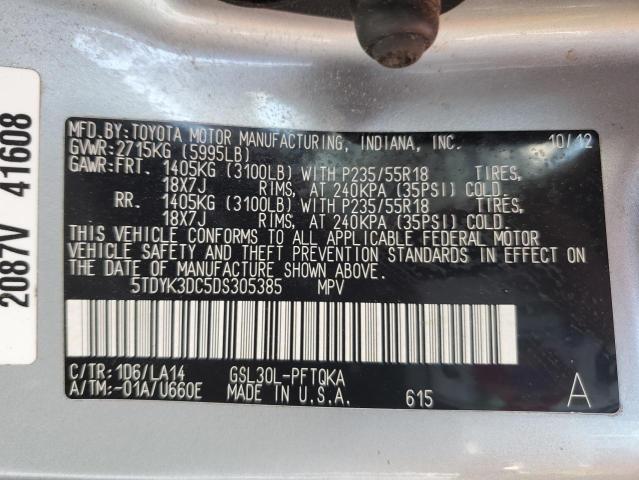 MFD. BY: TOYOTA MOTOR MANUFACTURING, INDIANA, INC. 10/12
GVWR: 2715KG (5995LB)
GAWR: FRT. 1405KG (3100LB) WITH P235/55R18 TIRES,
18X7J RIMS, AT 240KPA (35PSI) COLD.
RR. 1405KG (3100LB) WITH P235/55R18 TIRES,
18X7J RIMS, AT 240KPA (35PSI) COLD.
THIS VEHICLE CONFORMS TO ALL APPLICABLE FEDERAL MOTOR
VEHICLE SAFETY AND THEFT PREVENTION STANDARDS IN EFFECT ON
THE DATE OF MANUFACTURE SHOWN ABOVE.
5TDYK3DC5DS305385 MPV
C/TR: 1D6/LA14 GSL30L-PFTQKA
A/TM: -01A/U660E MADE IN U.S.A. 615 A
2087V 41608